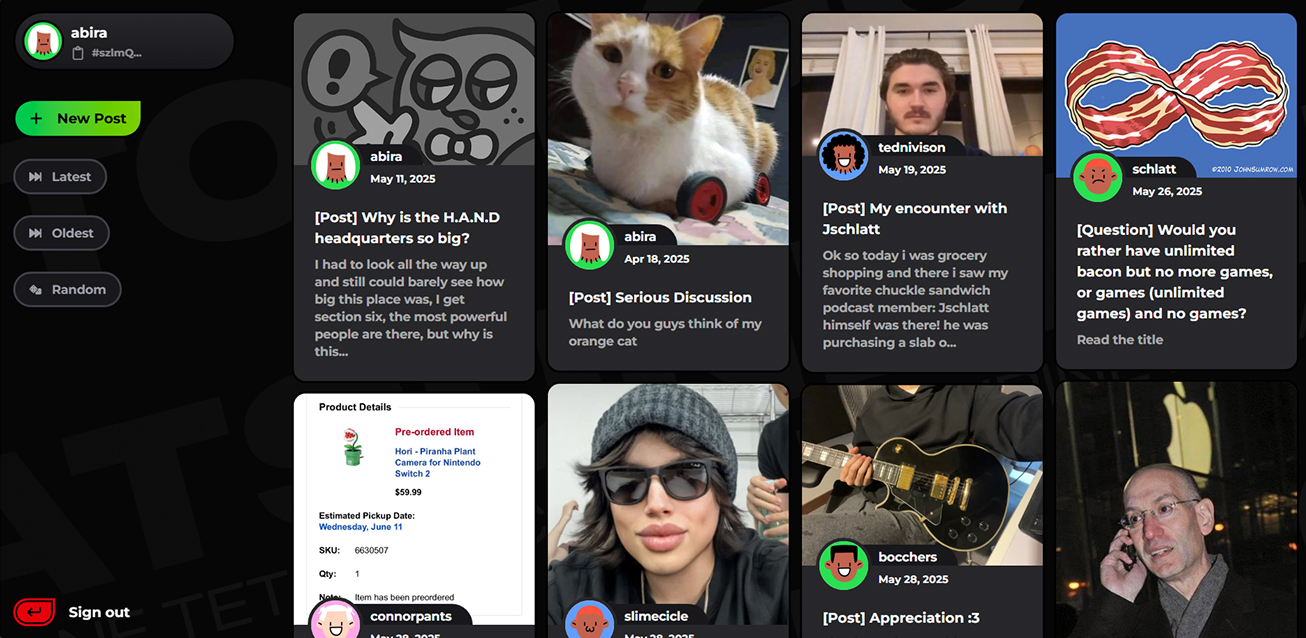 abira
#szlmQ...
New Post
Latest
Oldest
Random
Sign out
abira
May 11, 2025
[Post] Why is the H.A.N.D
headquarters so big?
I had to look all the way up
and still could barely see how
big this place was, I get
section six, the most powerful
people are there, but why is
this...
abira
Apr 18, 2025
[Post] Serious Discussion
What do you guys think of my
orange cat
tednivison
May 19, 2025
[Post] My encounter with
Jschlatt
Ok so today i was grocery
shopping and there i saw my
favorite chuckle sandwich
podcast member: Jschlatt
himself was there! he was
purchasing a slab o...
©2010 JOHNSUMROW.COM
schlatt
May 26, 2025
[Question] Would you
rather have unlimited
bacon but no more games,
or games (unlimited
games) and no games?
Read the title
Product Details
Pre-ordered Item
Hori - Piranha Plant
Camera for Nintendo
Switch 2
$59.99
Estimated Pickup Date:
Wednesday, June 11
SKU: 6630507
Qty: 1
Note: Item has been preordered
connorpants
May 28, 2025
slimecicle
May 28, 2025
bocchers
May 28, 2025
[Post] Appreciation :3